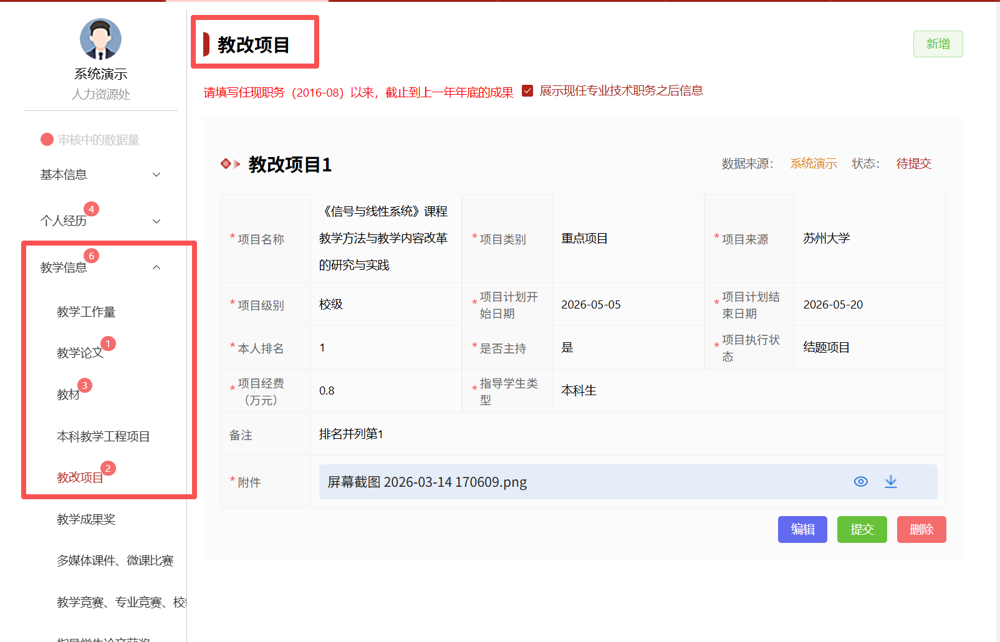 系统演示
人力资源处
审核中的数据量
基本信息
个人经历
4
教学信息
6
教学工作量
教学论文
1
教材
3
本科教学工程项目
教改项目
2
教学成果奖
多媒体课件、微课比赛
教学竞赛、专业竞赛、校
教改项目
新增
请填写任现职务（2016-08）以来，截止到上一年年底的成果
展示现任专业技术职务之后信息
教改项目1
数据来源：
系统演示
状态：
待提交
*项目名称
《信号与线性系统》课程
教学方法与教学内容改革
的研究与实践
*项目类别
重点项目
*项目来源
苏州大学
*项目级别
校级
*项目计划开
始日期
2026-05-05
*项目计划结
束日期
2026-05-20
*本人排名
1
*是否主持
是
*项目执行状
态
结题项目
*项目经费
（万元）
0.8
*指导学生类
型
本科生
备注
排名并列第1
*附件
屏幕截图 2026-03-14 170609.png
编辑
提交
删除